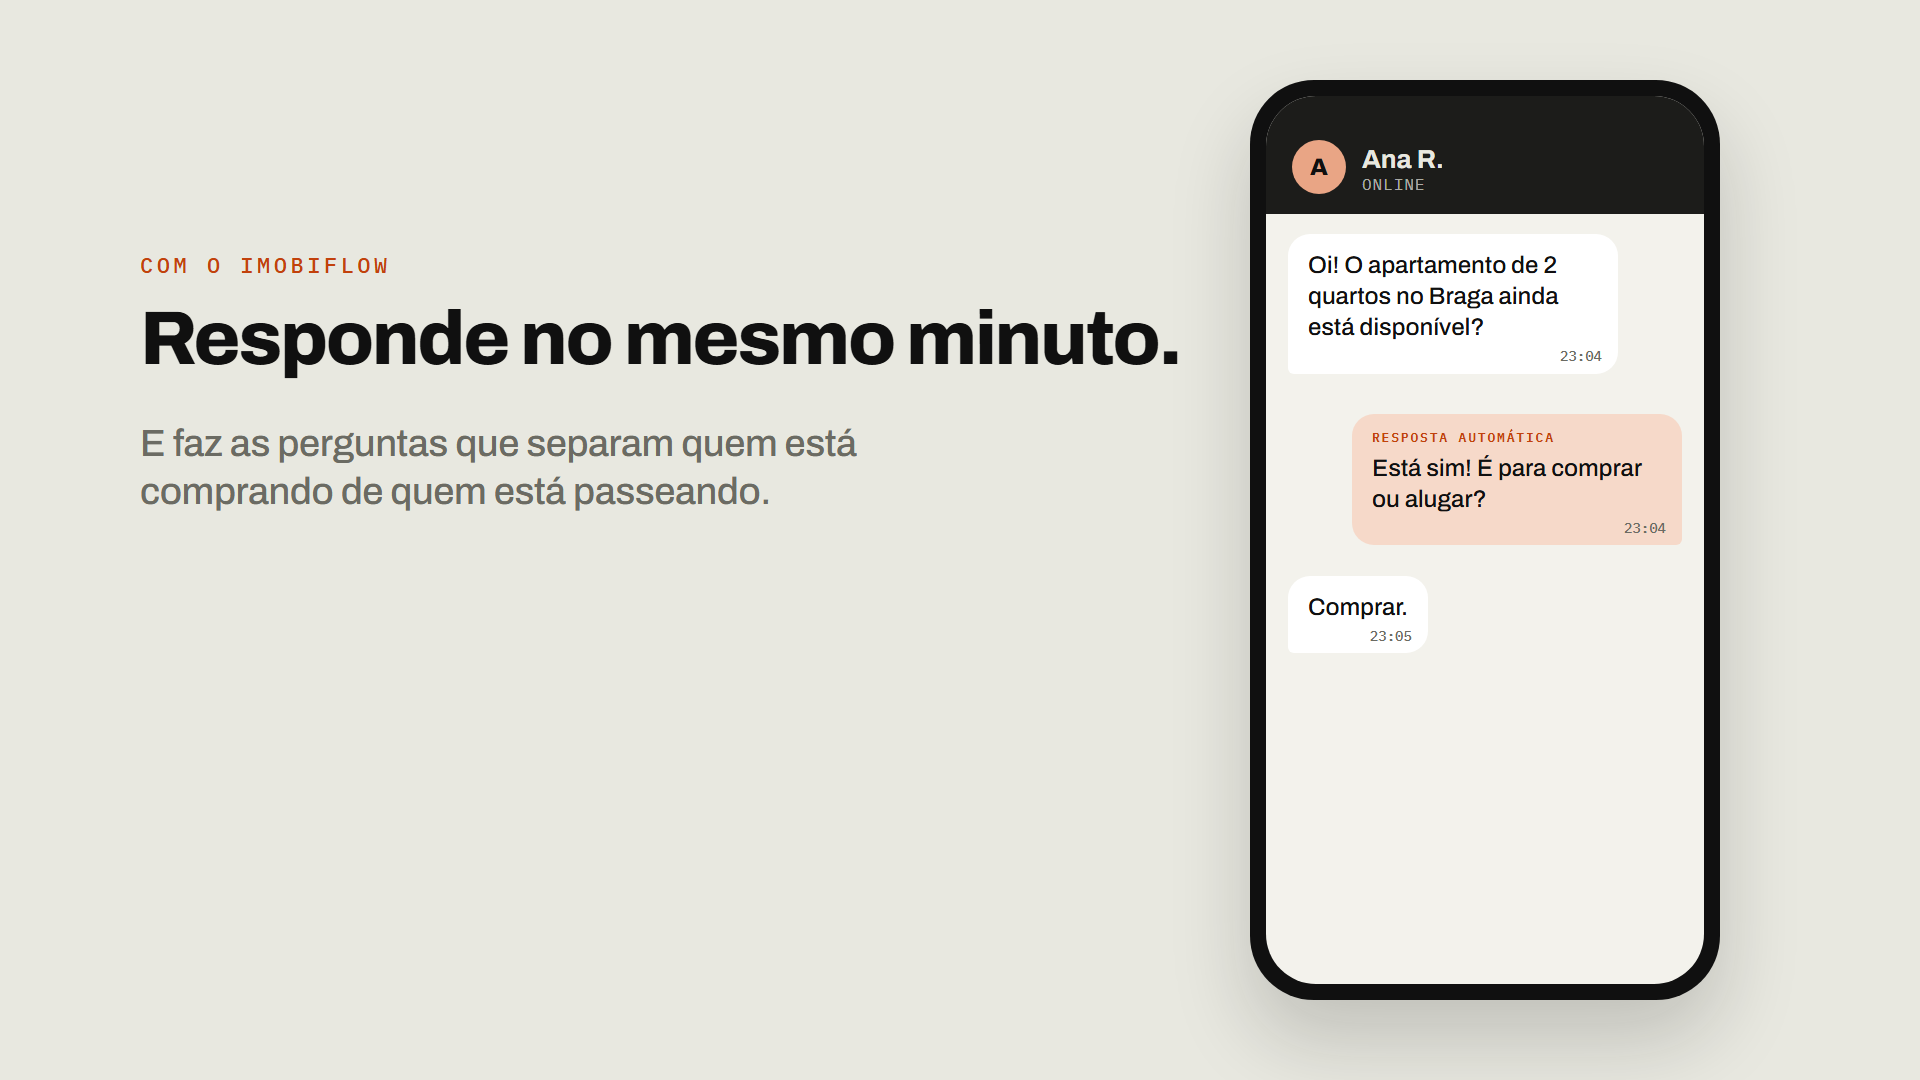 COM O IMOBIFLOW
Responde no mesmo minuto.
E faz as perguntas que separam quem está
comprando de quem está passeando.
A
Ana R.
ONLINE
Oi! O apartamento de 2
quartos no Braga ainda
está disponível?
23:04
RESPOSTA AUTOMÁTICA
Está sim! É para comprar
ou alugar?
23:04
Comprar.
23:05